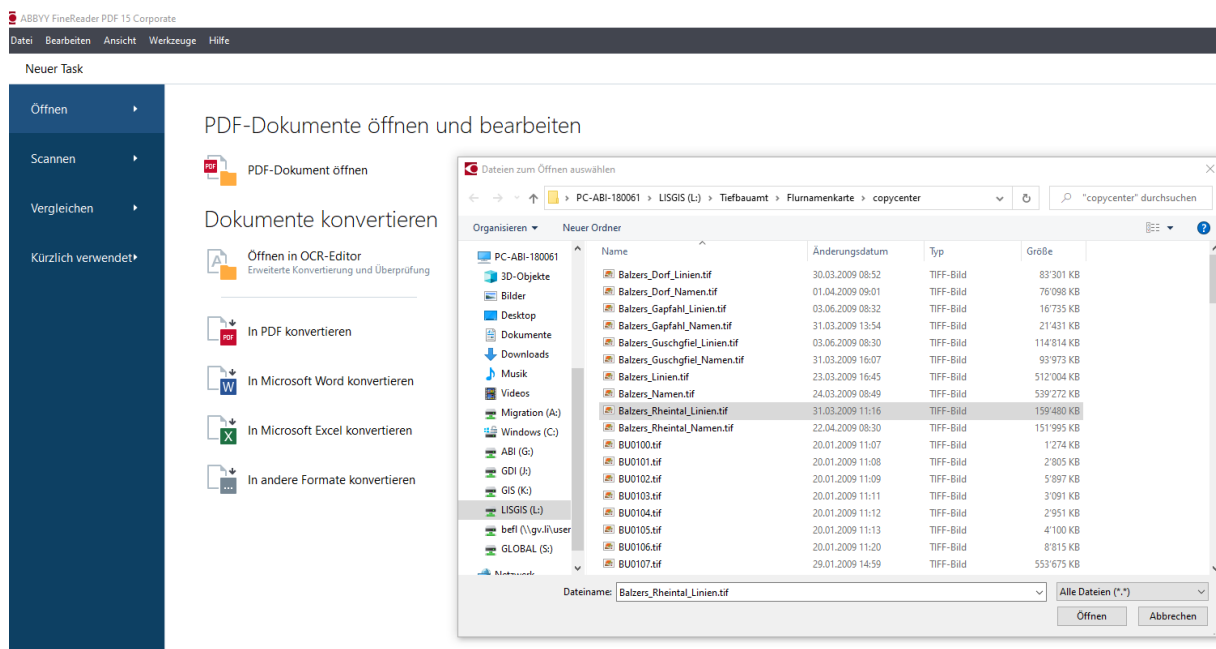 ABBYY FineReader PDF 15 Corporate
Datei Bearbeiten Ansicht Werkzeuge Hilfe
Neuer Task
Öffnen
Scannen
Vergleichen
Kürzlich verwendet
PDF-Dokumente öffnen und bearbeiten
PDF
PDF-Dokument öffnen
Dokumente konvertieren
A
Öffnen in OCR-Editor
Erweiterte Konvertierung und Überprüfung
PDF
In PDF konvertieren
W
In Microsoft Word konvertieren
X
In Microsoft Excel konvertieren
...
In andere Formate konvertieren
Dateien zum Öffnen auswählen
PC-ABI-180061 › LISGIS (L:) › Tiefbauamt › Flurnamenkarte › copycenter
"copycenter" durchsuchen
Organisieren Neuer Ordner
?
PC-ABI-180061
3D-Objekte
Bilder
Desktop
Dokumente
Downloads
Musik
Videos
Migration (A:)
Windows (C:)
ABI (G:)
GDI (J:)
GIS (K:)
LISGIS (L:)
befl (\\gv.li\user
GLOBAL (S:)
Netzwerk
Name Änderungsdatum Typ Größe
Balzers_Dorf_Linien.tif 30.03.2009 08:52 TIFF-Bild 83'301 KB
Balzers_Dorf_Namen.tif 01.04.2009 09:01 TIFF-Bild 76'098 KB
Balzers_Gapfahl_Linien.tif 03.06.2009 08:32 TIFF-Bild 16'735 KB
Balzers_Gapfahl_Namen.tif 31.03.2009 13:54 TIFF-Bild 21'431 KB
Balzers_Guschgfiel_Linien.tif 03.06.2009 08:30 TIFF-Bild 114'814 KB
Balzers_Guschgfiel_Namen.tif 31.03.2009 16:07 TIFF-Bild 93'973 KB
Balzers_Linien.tif 23.03.2009 16:45 TIFF-Bild 512'004 KB
Balzers_Namen.tif 24.03.2009 08:49 TIFF-Bild 539'272 KB
Balzers_Rheintal_Linien.tif 31.03.2009 11:16 TIFF-Bild 159'480 KB
Balzers_Rheintal_Namen.tif 22.04.2009 08:30 TIFF-Bild 151'995 KB
BU0100.tif 20.01.2009 11:07 TIFF-Bild 1'274 KB
BU0101.tif 20.01.2009 11:08 TIFF-Bild 2'805 KB
BU0102.tif 20.01.2009 11:09 TIFF-Bild 5'897 KB
BU0103.tif 20.01.2009 11:11 TIFF-Bild 3'091 KB
BU0104.tif 20.01.2009 11:12 TIFF-Bild 2'951 KB
BU0105.tif 20.01.2009 11:13 TIFF-Bild 4'100 KB
BU0106.tif 20.01.2009 11:20 TIFF-Bild 8'815 KB
BU0107.tif 29.01.2009 14:59 TIFF-Bild 553'675 KB
Dateiname: Balzers_Rheintal_Linien.tif Alle Dateien (*.*)
Öffnen Abbrechen